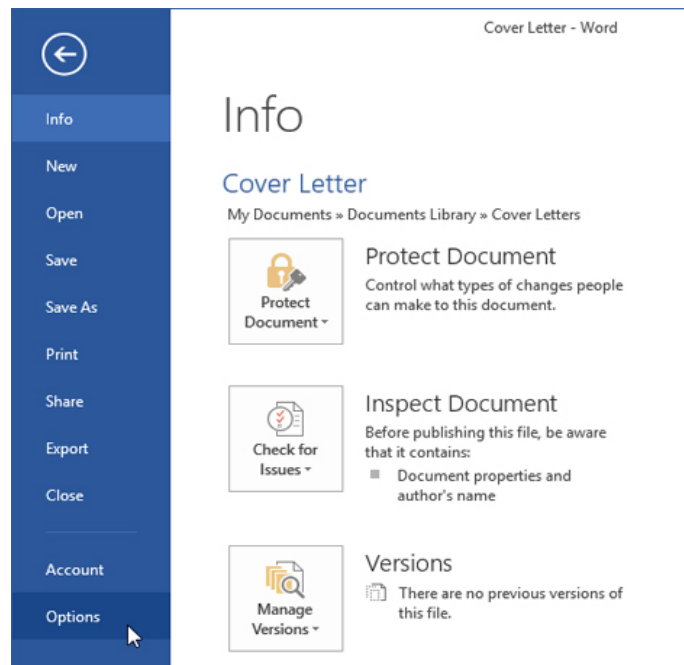 Cover Letter - Word
Info
New
Open
Save
Save As
Print
Share
Export
Close
Account
Options
Info
Cover Letter
My Documents » Documents Library » Cover Letters
Protect
Document
Protect Document
Control what types of changes people
can make to this document.
Check for
Issues
Inspect Document
Before publishing this file, be aware
that it contains:
Document properties and
author's name
Manage
Versions
Versions
There are no previous versions of
this file.